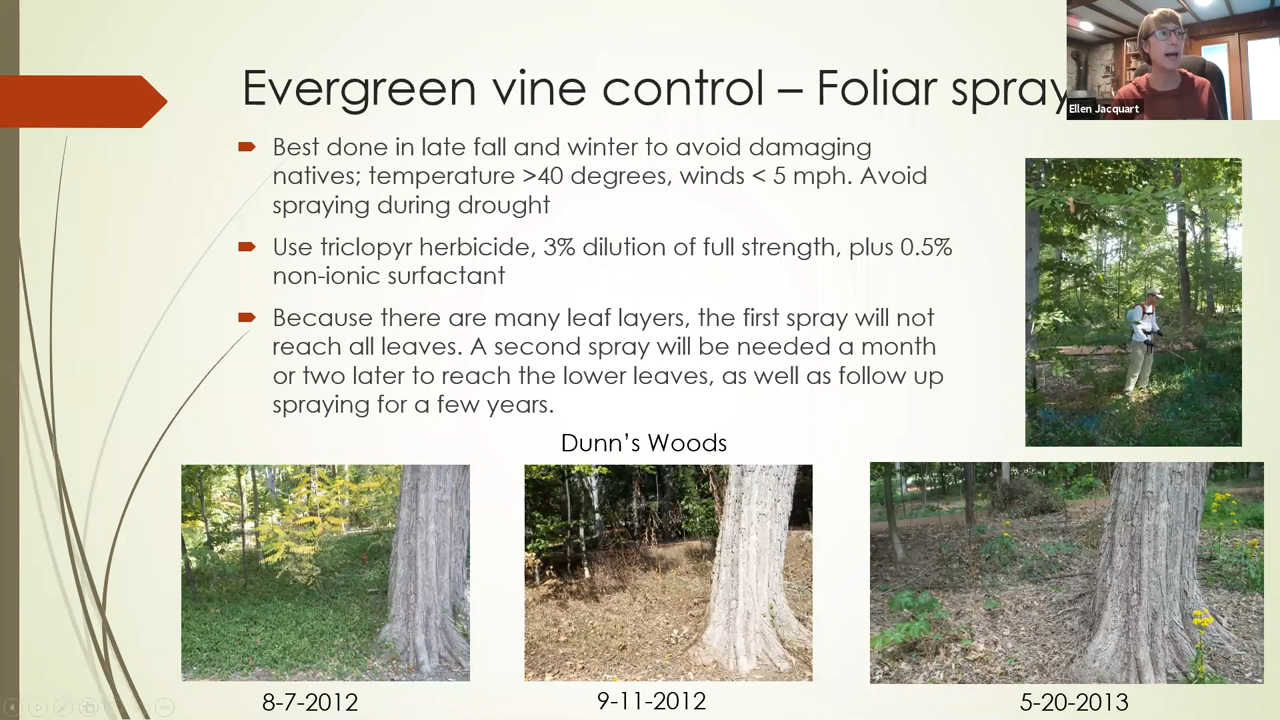 Evergreen vine control – Foliar spray
Ellen Jacquart
Best done in late fall and winter to avoid damaging
natives; temperature >40 degrees, winds < 5 mph. Avoid
spraying during drought
Use triclopyr herbicide, 3% dilution of full strength, plus 0.5%
non-ionic surfactant
Because there are many leaf layers, the first spray will not
reach all leaves. A second spray will be needed a month
or two later to reach the lower leaves, as well as follow up
spraying for a few years.
Dunn's Woods
8-7-2012
9-11-2012
5-20-2013